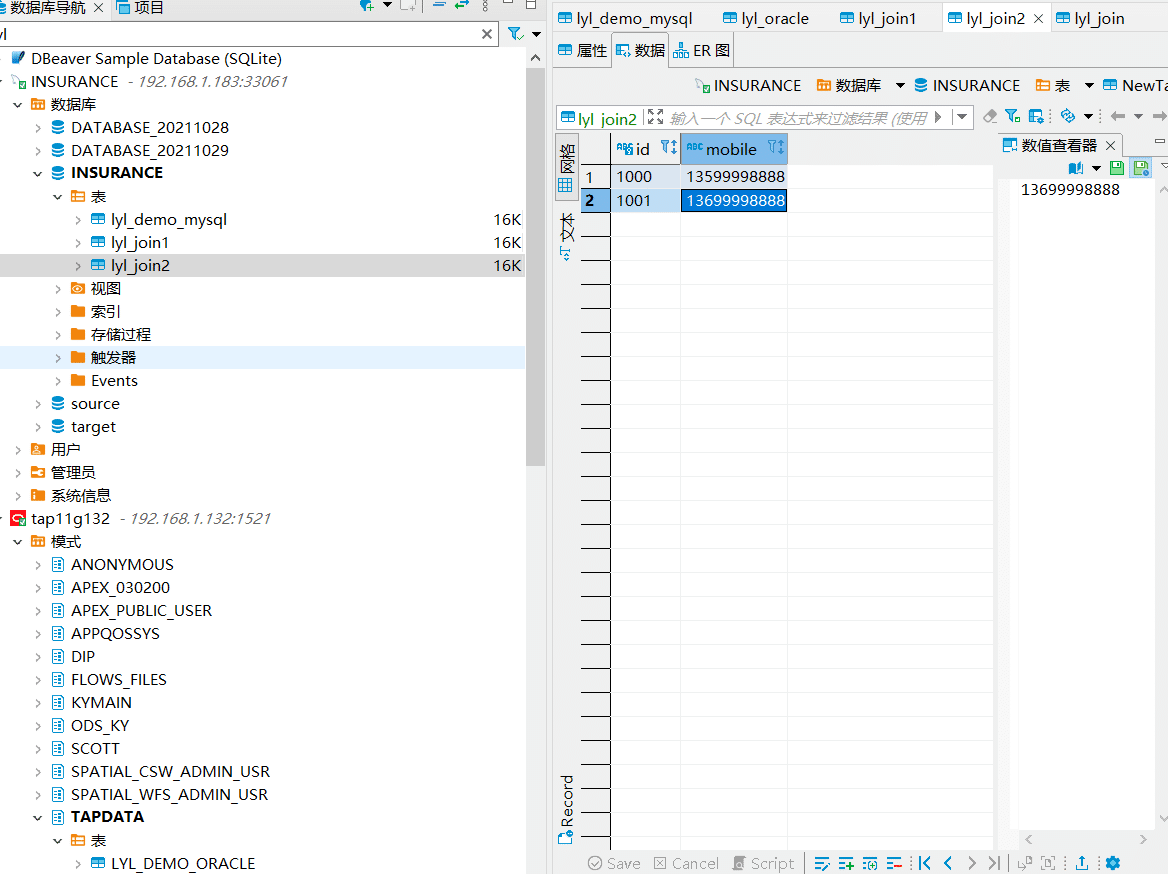 数据库导航 项目
yl
DBeaver Sample Database (SQLite)
INSURANCE - 192.168.1.183:33061
数据库
DATABASE_20211028
DATABASE_20211029
INSURANCE
表
lyl_demo_mysql 16K
lyl_join1 16K
lyl_join2 16K
视图
索引
存储过程
触发器
Events
source
target
用户
管理员
系统信息
tap11g132 - 192.168.1.132:1521
模式
ANONYMOUS
APEX_030200
APEX_PUBLIC_USER
APPQOSSYS
DIP
FLOWS_FILES
KYMAIN
ODS_KY
SCOTT
SPATIAL_CSW_ADMIN_USR
SPATIAL_WFS_ADMIN_USR
TAPDATA
表
LYL_DEMO_ORACLE
lyl_demo_mysql lyl_oracle lyl_join1 lyl_join2 lyl_join
属性 数据 ER 图
INSURANCE 数据库 INSURANCE 表 NewTa
lyl_join2 输入一个 SQL 表达式来过滤结果 (使用
网格
文本
Record
ABC id ABC mobile
1 1000 13599998888
2 1001 13699998888
数值查看器
13699998888
Save Cancel Script